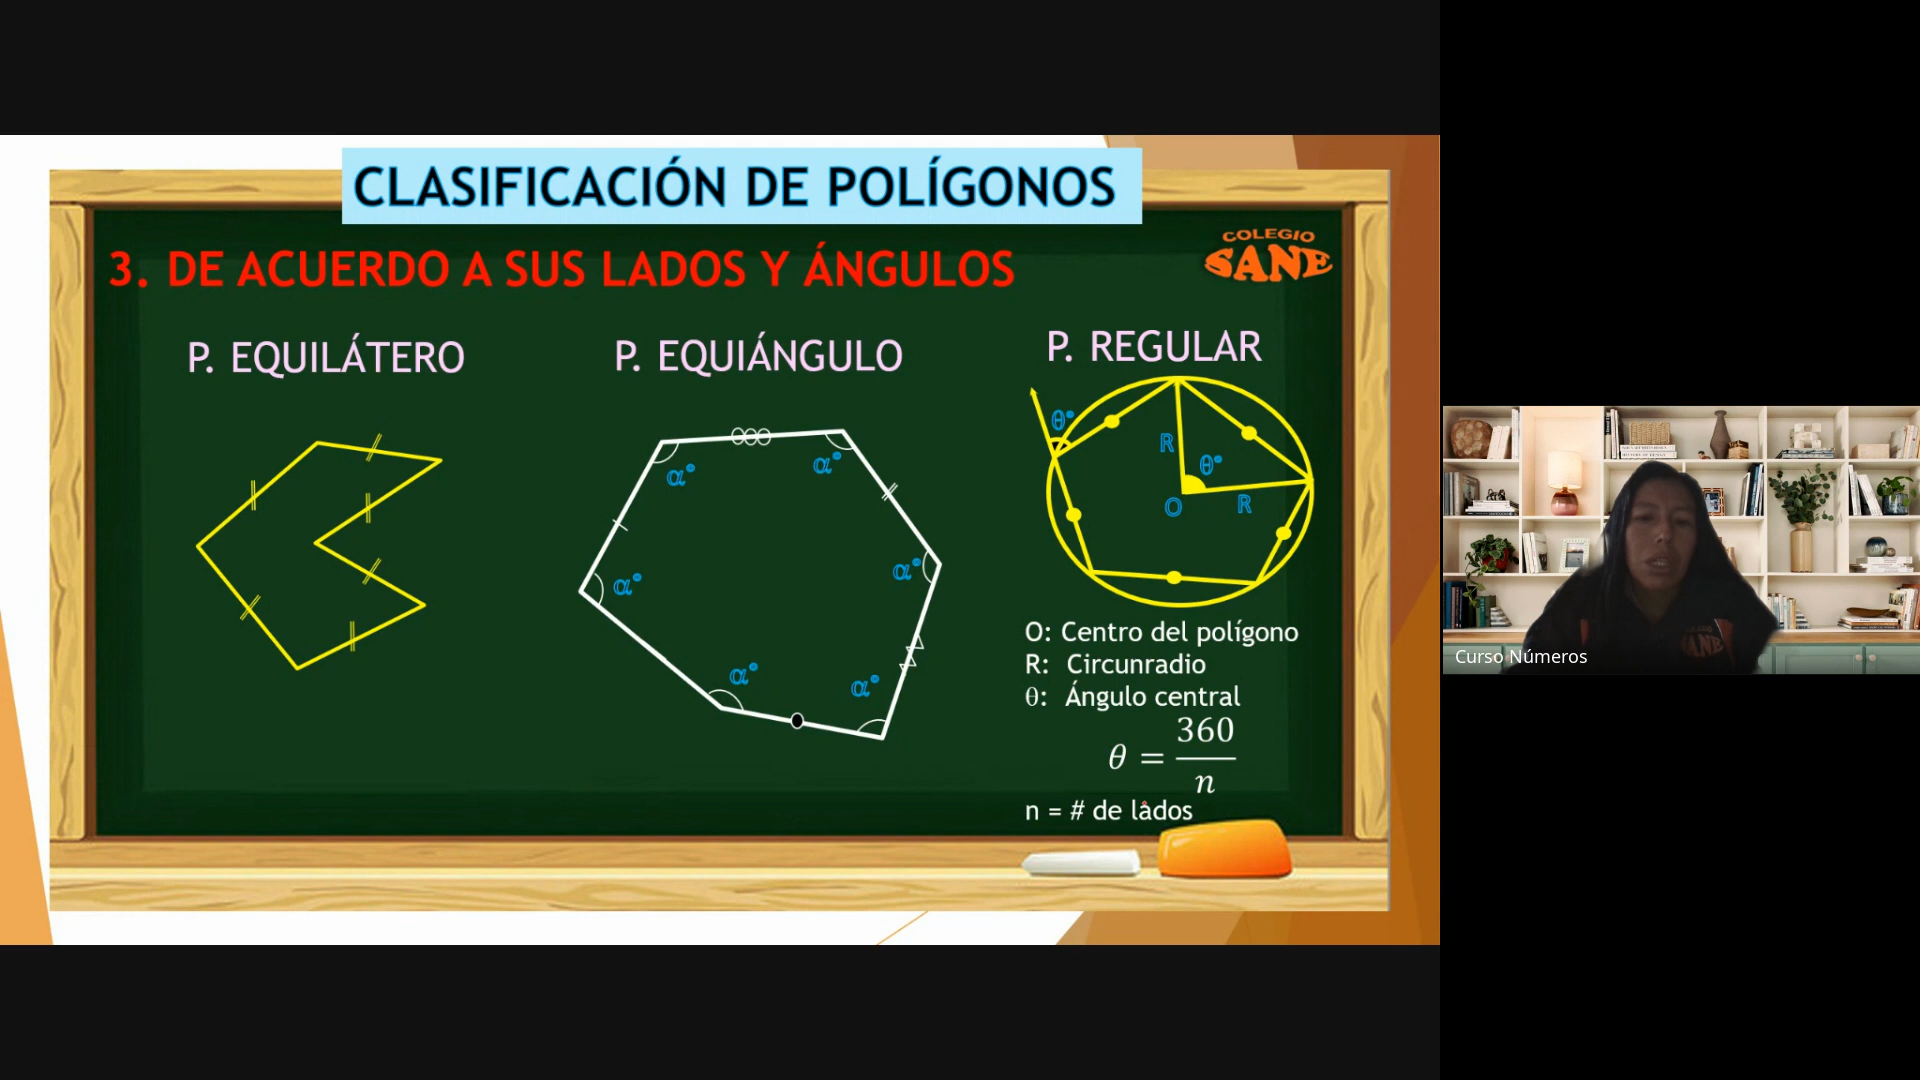 CLASIFICACIÓN DE POLÍGONOS
COLEGIO
SANE
3. DE ACUERDO A SUS LADOS Y ÁNGULOS
P. EQUILÁTERO
P. EQUIÁNGULO
P. REGULAR
α°
α°
α°
α°
α°
α°
θ°
R
θ°
O
R
O: Centro del polígono
R: Circunradio
θ: Ángulo central
θ = 360/n
n = # de lados
SANE
Curso Números